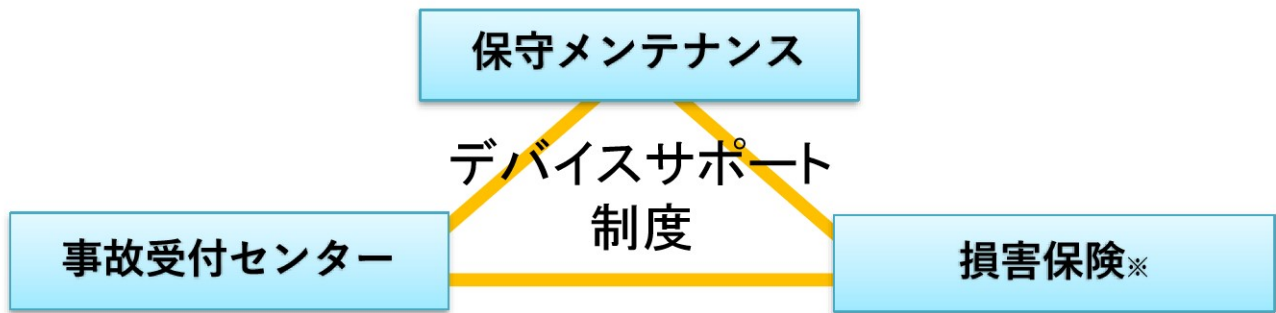 保守メンテナンス
デバイスサポート
制度
事故受付センター
損害保険※